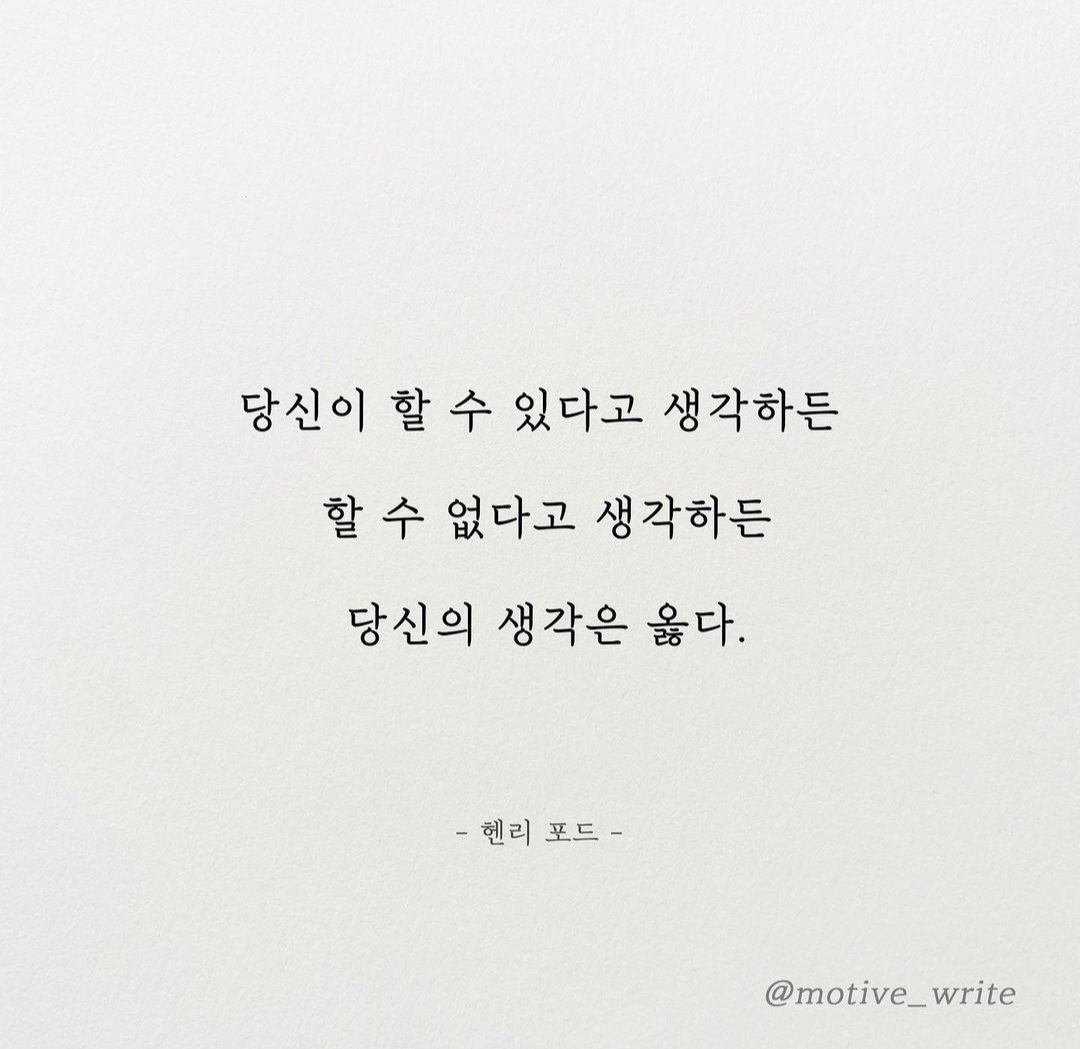 당신이 할 수 있다고 생각하든
할 수 없다고 생각하든
당신의 생각은 옳다.
- 헨리 포드 -
@motive_write